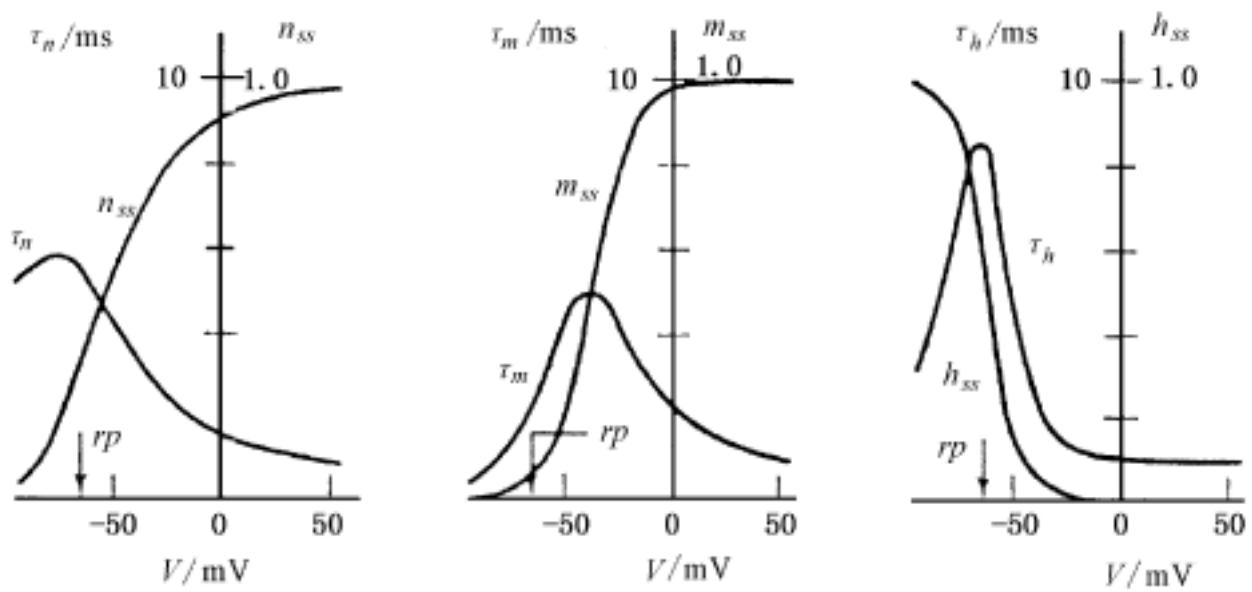 τn/ms nss
10 1.0
nss
τn
rp
−50 0 50
V/mV
τm/ms mss
10 1.0
mss
τm
rp
−50 0 50
V/mV
τh/ms hss
10 1.0
τh
hss
rp
−50 0 50
V/mV